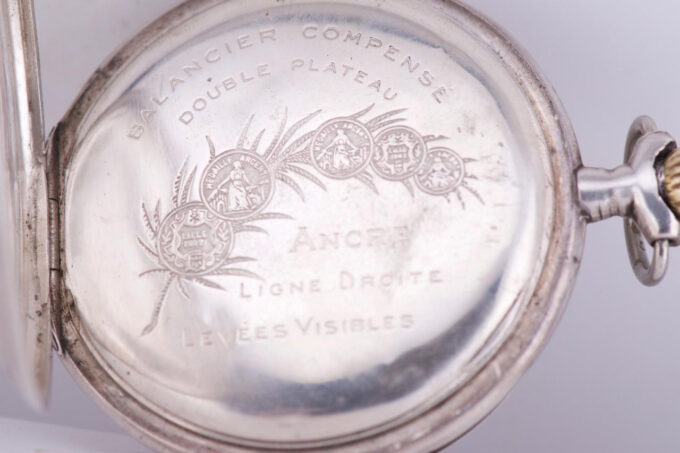 BALANCIER COMPENSÉ
DOUBLE PLATEAU
ANCRE
LIGNE DROITE
LEVÉES VISIBLES